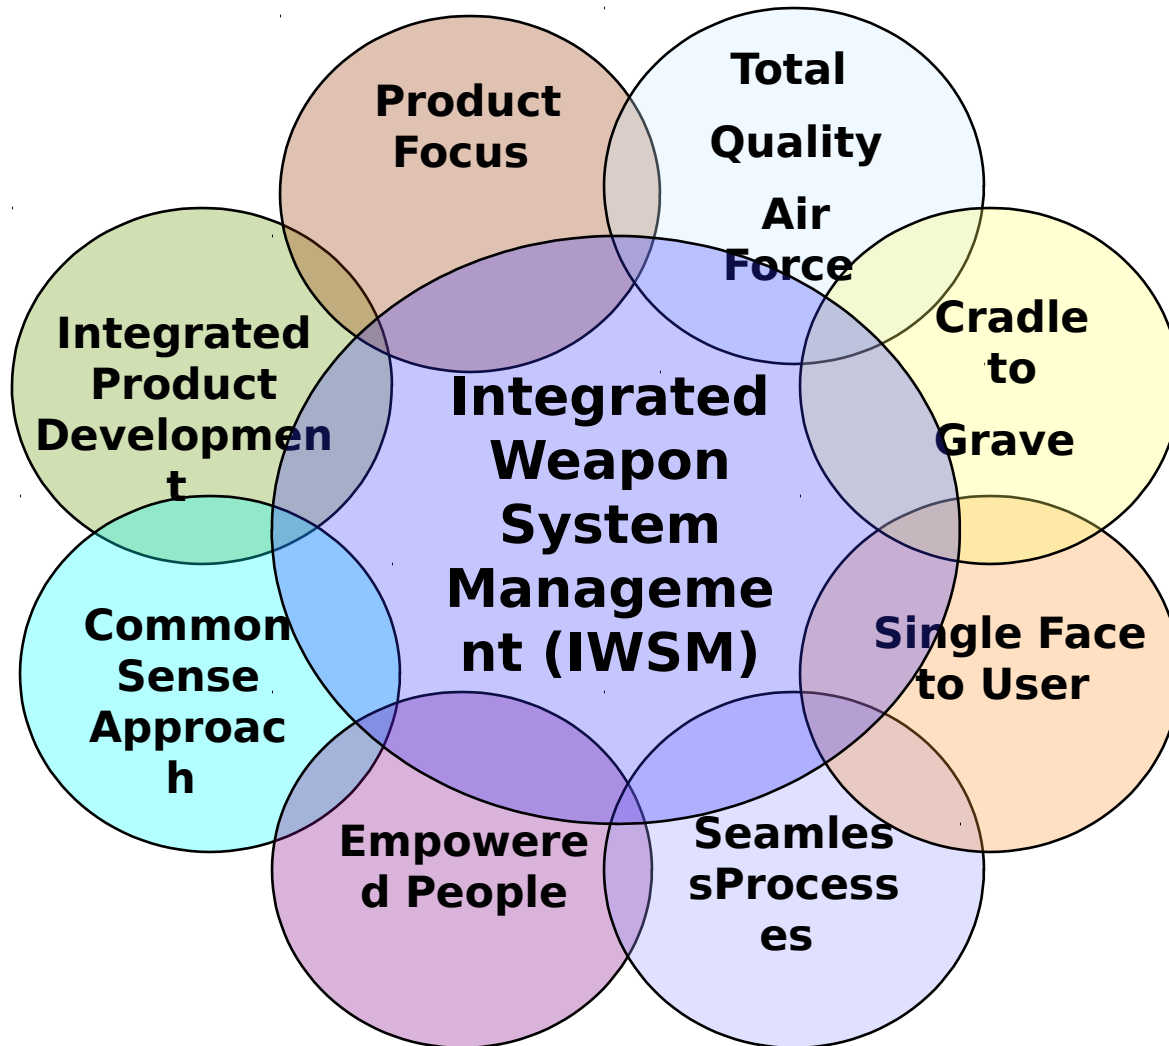 Product
Focus
Total
Quality
Air
Force
Cradle
to
Grave
Integrated
Product
Developmen
t
Integrated
Weapon
System
Manageme
nt (IWSM)
Single Face
to User
Common
Sense
Approac
h
Empowere
d People
Seamles
sProcess
es